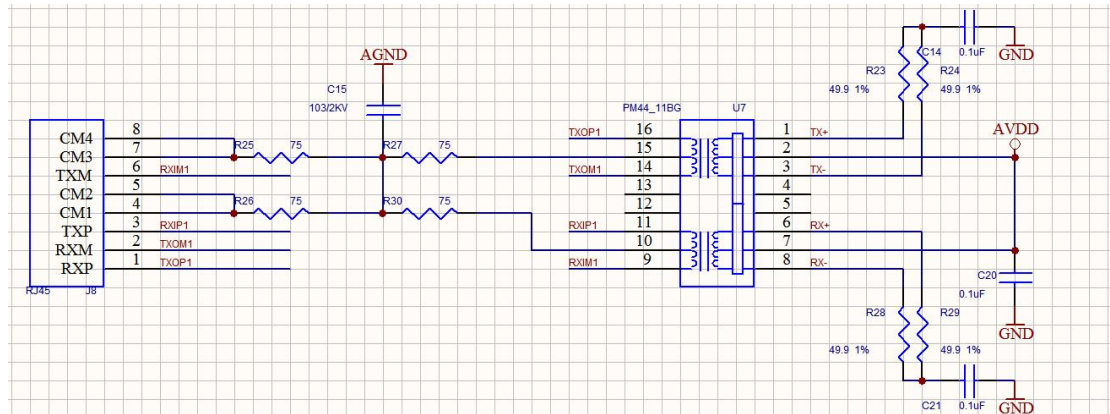 AGND
C15
103/2KV
CM4 8
CM3 7
TXM 6 RXIM1
CM2 5
CM1 4
TXP 3 RXIP1
RXM 2 TXOM1
RXP 1 TXOP1
RJ45 J8
R25 75
R27 75
R26 75
R30 75
PM44_11BG U7
TXOP1 16 1 TX+
15 2
TXOM1 14 3 TX-
13 4
12 5
RXIP1 11 6 RX+
10 7
RXIM1 9 8 RX-
C14 0.1uF
GND
R23 R24
49.9 1% 49.9 1%
AVDD
C20
0.1uF
GND
R28 R29
49.9 1% 49.9 1%
C21 0.1uF
GND